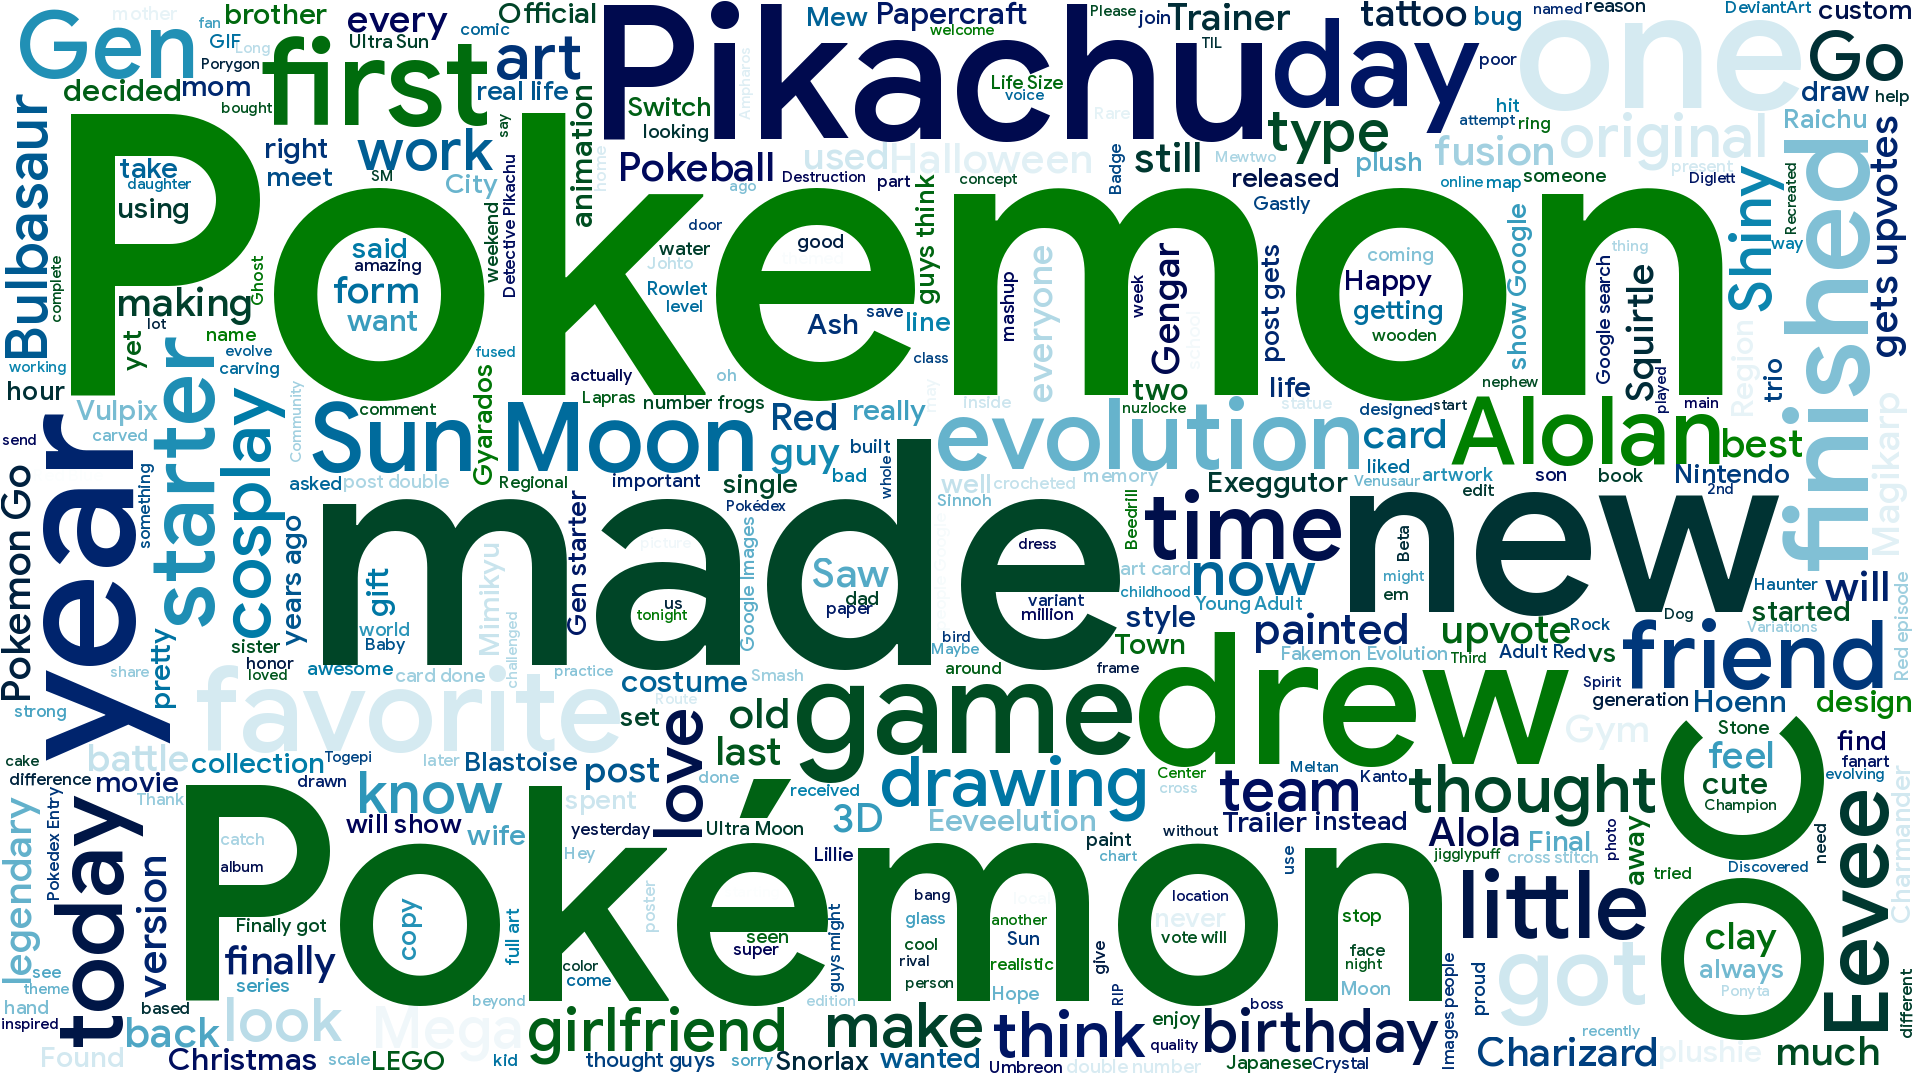 Gen
fan
GIF
Long
Porygon
brother
every
Ultra Sun
comic
Official
first
art
real life
decided
mom
bought
Pikachu
Switch
looking
Ampharos
Mew
Papercraft
welcome
Life Size
voice
Please
join
Rare
Trainer
TIL
day
tattoo
bug
poor
named
reason
one
DeviantArt
custom
Go
draw
help
Raichu
mother
hit
attempt
ring
original
present
Diglett
Bulbasaur
complete
Pokemon
take
daughter
using
right
meet
SM
work
City
say
weekend
Detective Pikachu
animation
home
Pokeball
ago
Destruction
part
used
Halloween
concept
Badge
still
Mewtwo
released
Gastly
type
plush
fusion
online map
someone
Recreated
way
Shiny
finished
gets upvotes
making
lot
Ghost
said
amazing
form
want
door
water
Johto
Rowlet
level
good
Ash
save
line
guys think
class
mashup
everyone
week
Gengar
post gets
coming
Happy
getting
wooden
show Google
thing
Google search
Squirtle
played
working
hour
yet
name
evolve
carving
fused
actually
oh
school
Region
trio
year
send
Vulpix
carved
starter
cosplay
Community
Sun Moon
comment
Gyarados
Lapras
number frogs
Red
guy
really
built
bad
whole
may
Inside
evolution
nuzlocke
two
life
statue
designed
start
nephew
card
liked
Venusaur
Alolan
artwork
edit
son
book
main
best
Nintendo
2nd
Magikarp
Pokemon Go
something
asked
post double
Regional
important
single
Pokédex
well
crocheted
memory
Sinnoh
Exeggutor
years ago
made
Mimikyu
Gen starter
picture
tonight
us
Google Images
Saw
dad
paper
dress
variant
million
Beedrill
time
new
Beta
might
em
art card
childhood
now
Young Adult
Haunter
will
started
Dog
gift
world
Baby
challenged
sister
honor
loved
awesome
card done
practice
pretty
share
strong
bird
Maybe
around
frame
style
Town
painted
Fakemon Evolution
Third
upvote
Rock
Adult Red
vs
Spirit
generation
Variations
friend
Hoenn
Red episode
design
favorite
costume
Smash
Route
set
love
old
last
game
drew
Gym
Stone
feel
cute
Champion
find
fanart
evolving
cake
difference
battle
movie
Thank
collection
Togepi
drawn
later
Blastoise
post
done
received
drawing
Center
cross
team
Meltan
Kanto
thought
CO
Charmander
legendary
Pokedex Entry
today
version
Pokémon
catch
album
know
will show
wife
spent
yesterday
Hey
Ultra Moon
Lillie
3D
Eeveelution
paint
chart
without
Trailer
instead
use
Alola
jigglypuff
Final
cross stitch
photo
away
tried
Discovered
need
Eevee
Finally got
finally
series
copy
full art
poster
color
come
seen
super
guys might
bang
glass
cool
rival
person
another
Sun
realistic
Hope
local
give
RIP
never
location
vote will
stop
face
night
Moon
little
got
proud
Images people
clay
always
Ponyta
different
see
theme
hand
inspired
based
back
look
Mega
beyond
edition
girlfriend
make
think
enjoy
quality
boss
birthday
recently
Found
Christmas
scale
LEGO
kid
thought guys
sorry
Snorlax
wanted
Umbreon
double number
Japanese
Crystal
Charizard
plushie
much